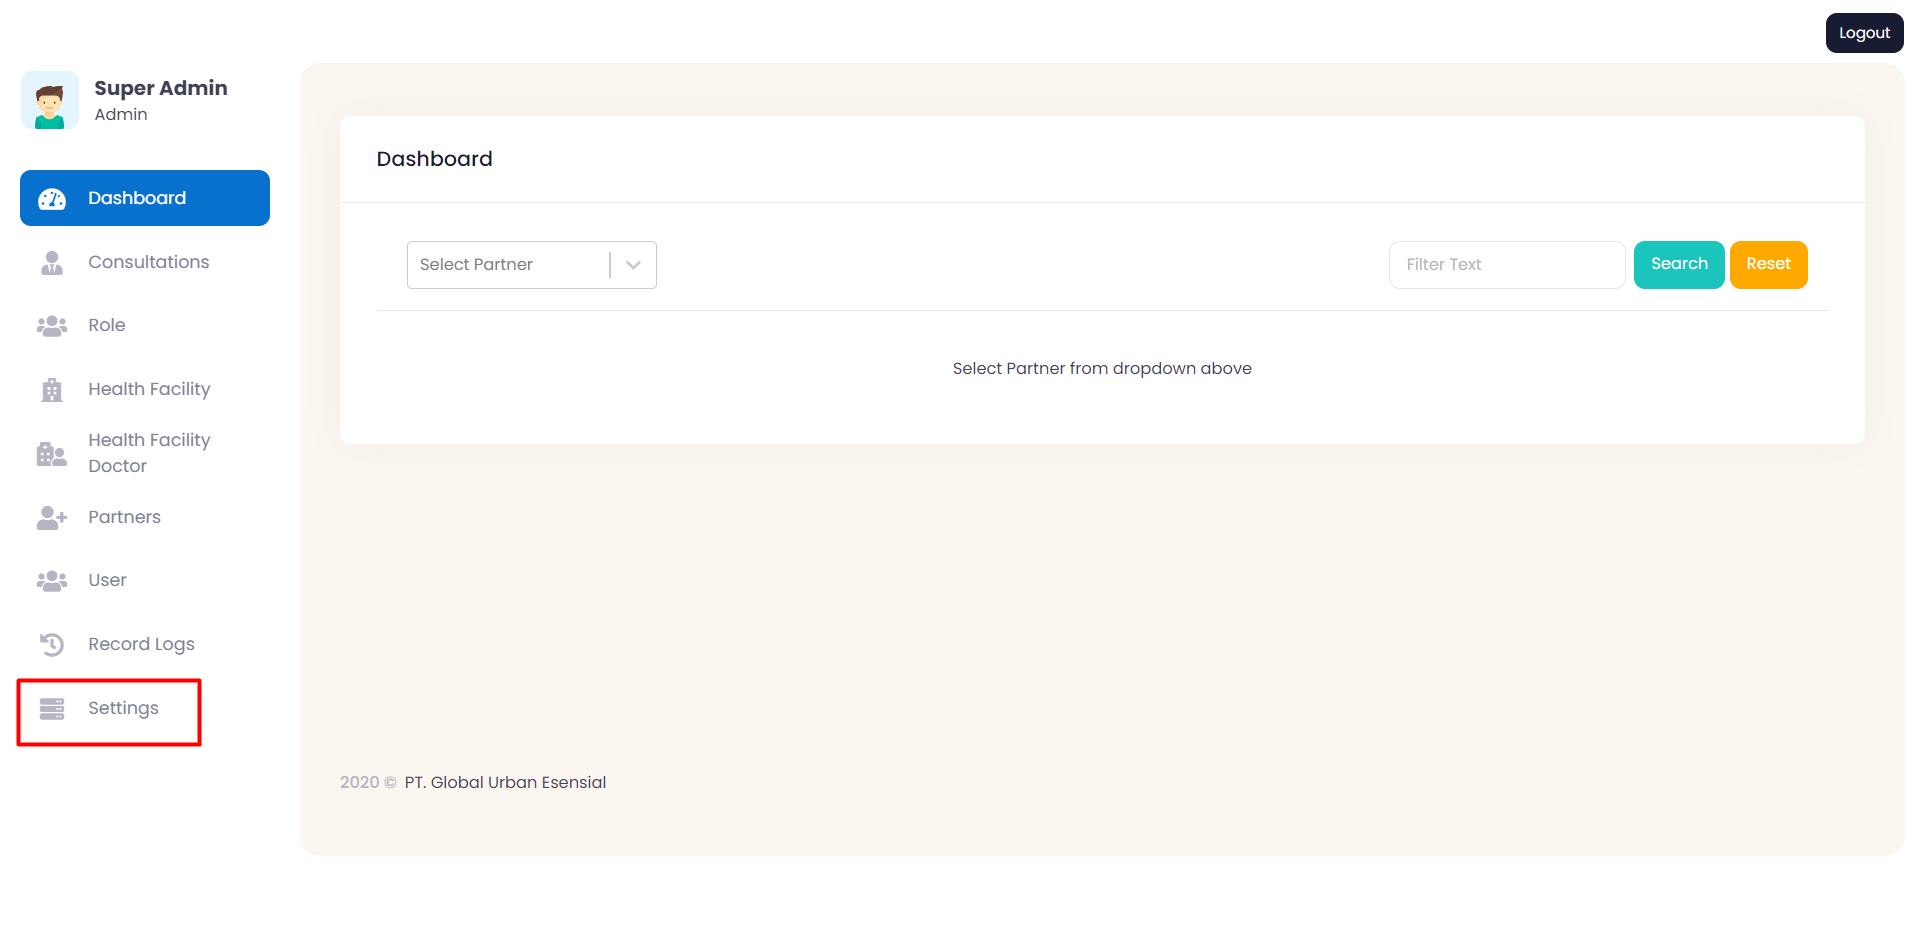 Logout
Super Admin
Admin
Dashboard
Consultations
Role
Health Facility
Health Facility
Doctor
Partners
User
Record Logs
Settings
Dashboard
Select Partner
Filter Text
Search
Reset
Select Partner from dropdown above
2020 © PT. Global Urban Esensial